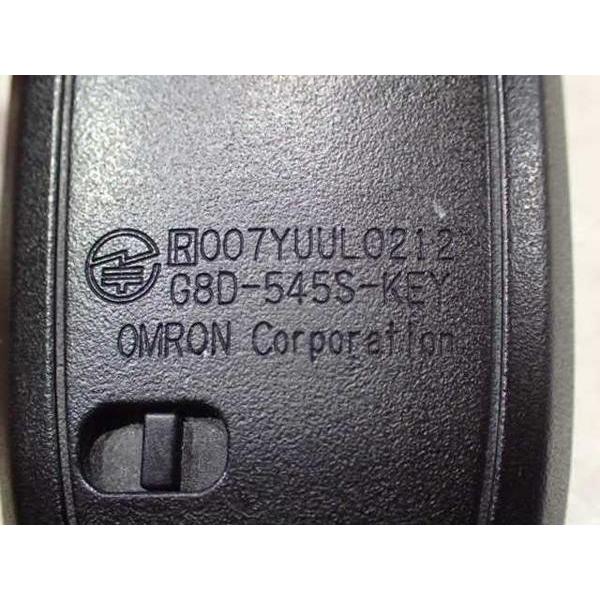 R007YUUL0212
G8D-545S-KEY
OMRON Corporation